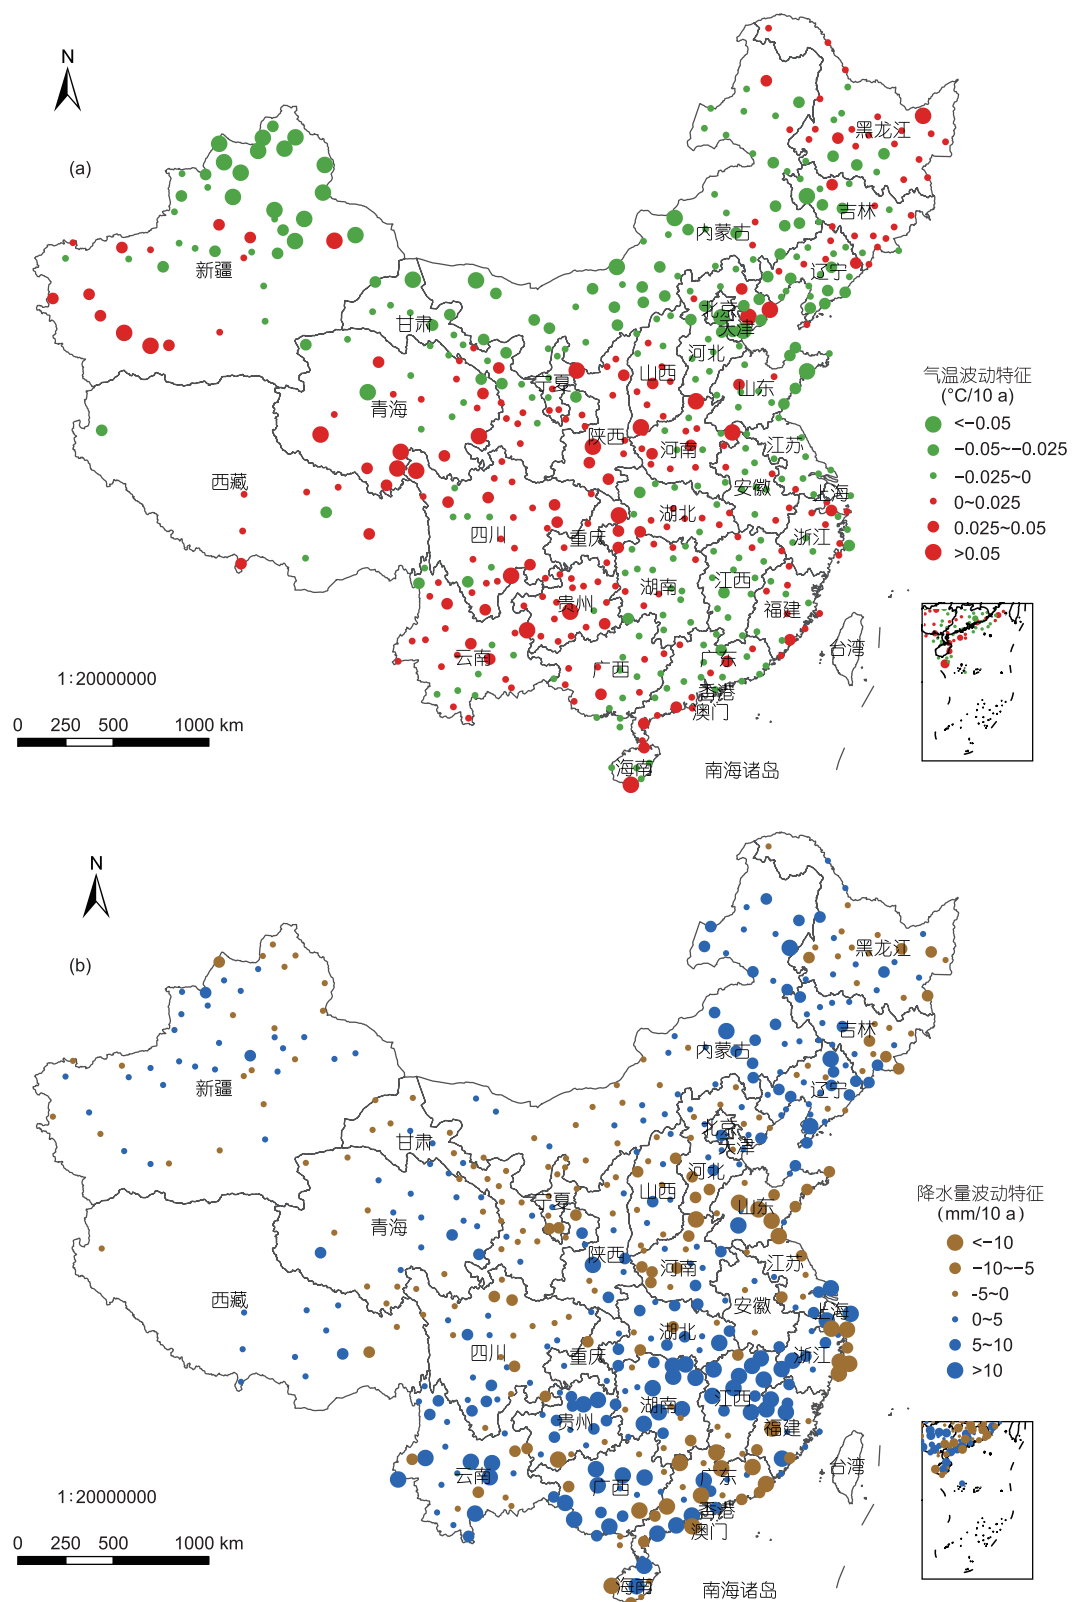 N
(a)
黑龙江
吉林
内蒙古
辽宁
新疆
北京
天津
甘肃
河北
宁夏
山西
山东
青海
陕西
河南
江苏
西藏
安徽
上海
湖北
四川
重庆
浙江
湖南
江西
贵州
福建
云南
广西
广东
台湾
香港
澳门
海南
南海诸岛
气温波动特征
(°C/10 a)
<−0.05
−0.05~−0.025
−0.025~0
0~0.025
0.025~0.05
>0.05
1:20000000
0 250 500 1000 km
N
(b)
黑龙江
吉林
内蒙古
辽宁
新疆
北京
天津
甘肃
河北
宁夏
山西
山东
青海
陕西
河南
江苏
西藏
安徽
上海
湖北
四川
重庆
浙江
湖南
江西
贵州
福建
云南
广西
广东
台湾
香港
澳门
海南
南海诸岛
降水量波动特征
(mm/10 a)
<−10
−10~−5
-5~0
0~5
5~10
>10
1:20000000
0 250 500 1000 km